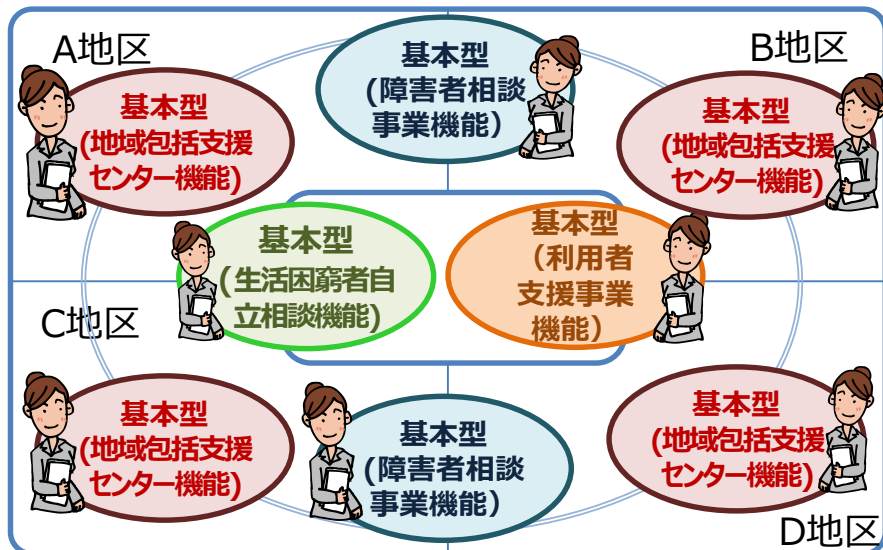 A地区
基本型
(地域包括支援
センター機能)
基本型
(障害者相談
事業機能）
B地区
基本型
(地域包括支援
センター機能)
基本型
(生活困窮者自
立相談機能)
基本型
（利用者
支援事業
機能）
C地区
基本型
(地域包括支援
センター機能)
基本型
(障害者相談
事業機能）
基本型
(地域包括支援
センター機能)
D地区